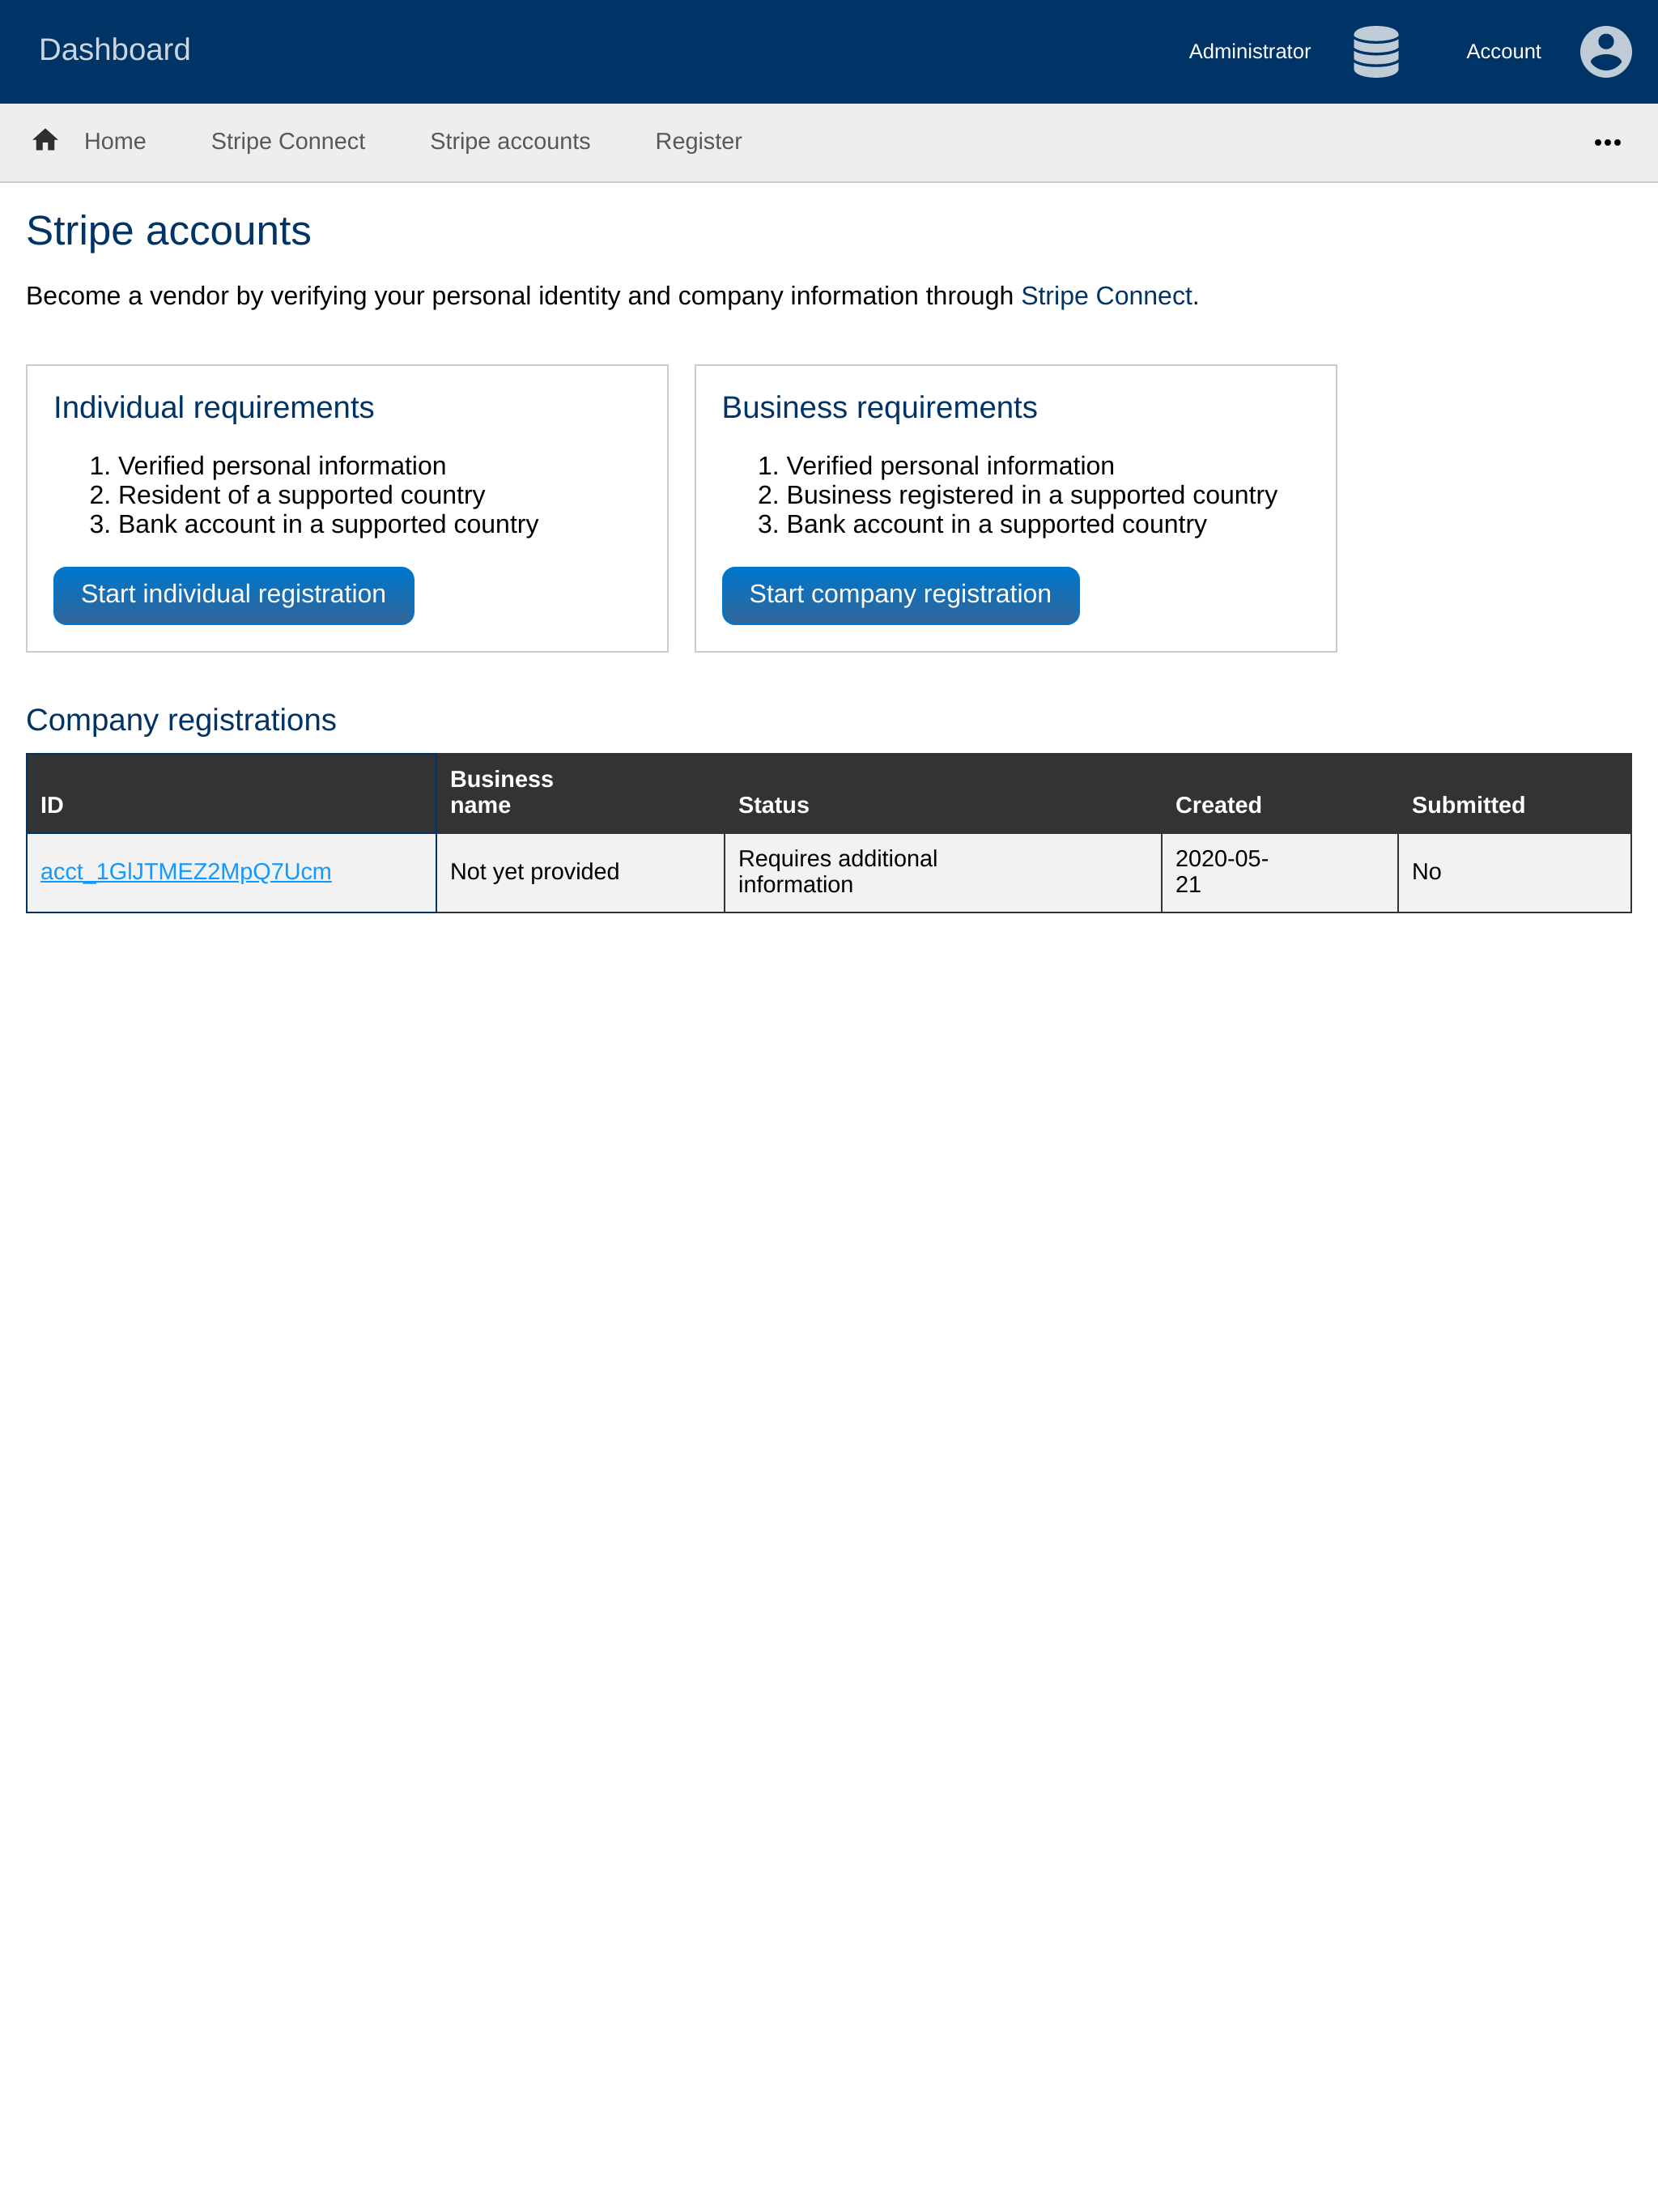 Dashboard
Administrator
Account
Home
Stripe Connect
Stripe accounts
Register
Stripe accounts
Become a vendor by verifying your personal identity and company information through Stripe Connect.
Individual requirements
1. Verified personal information
2. Resident of a supported country
3. Bank account in a supported country
Start individual registration
Business requirements
1. Verified personal information
2. Business registered in a supported country
3. Bank account in a supported country
Start company registration
Company registrations
ID
Business
name
Status
Created
Submitted
acct_1GlJTMEZ2MpQ7Ucm
Not yet provided
Requires additional
information
2020-05-
21
No